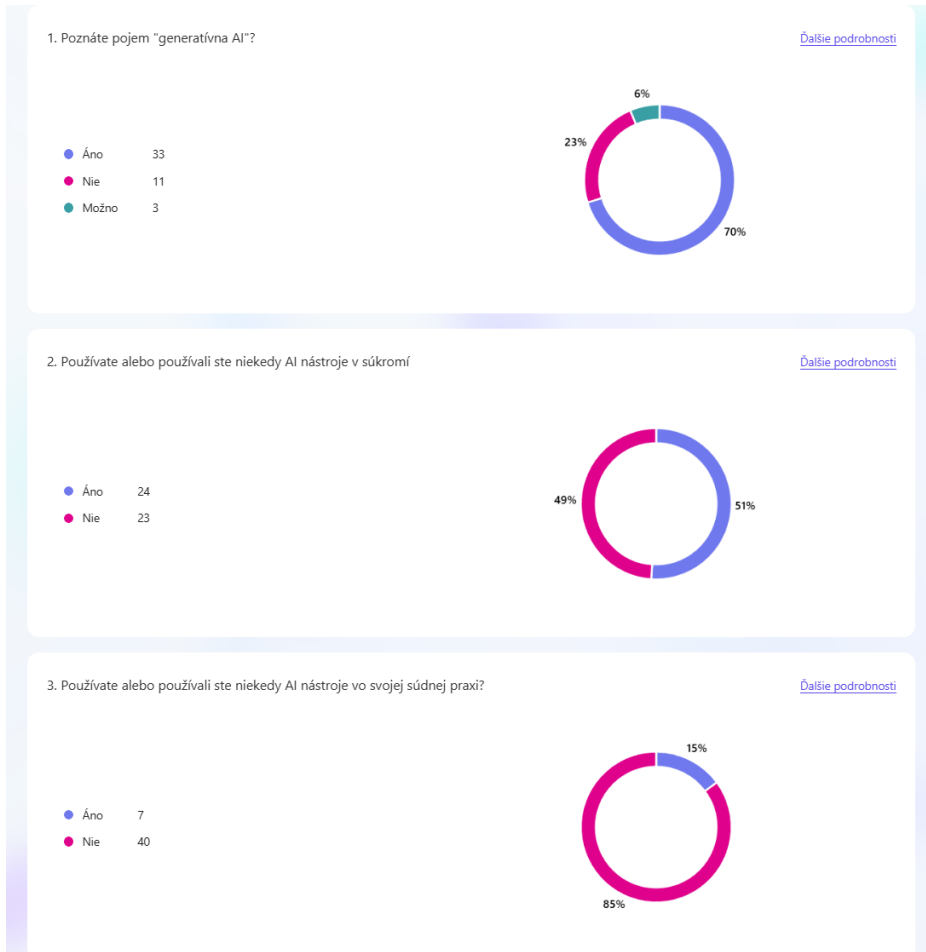 1. Poznáte pojem "generatívna AI"?
Ďalšie podrobnosti
Áno 33
Nie 11
Možno 3
6%
23%
70%
2. Používate alebo používali ste niekedy AI nástroje v súkromí
Ďalšie podrobnosti
Áno 24
Nie 23
49%
51%
3. Používate alebo používali ste niekedy AI nástroje vo svojej súdnej praxi?
Ďalšie podrobnosti
Áno 7
Nie 40
15%
85%